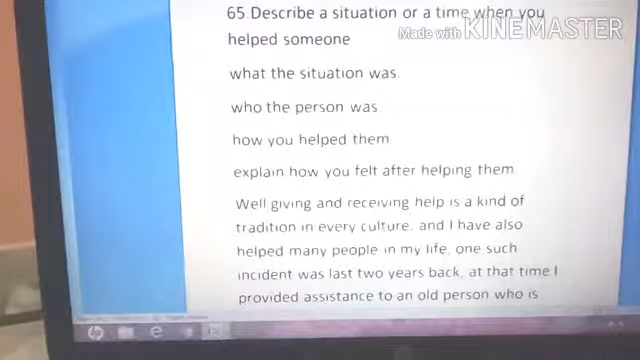 65.Describe a situation or a time when you
helped someone
Made with KINEMASTER
what the situation was.
who the person was
how you helped them
explain how you felt after helping them.
Well giving and receiving help is a kind of
tradition in every culture, and I have also
helped many people in my life, one such
incident was last two years back, at that time I
provided assistance to an old person who is
hp